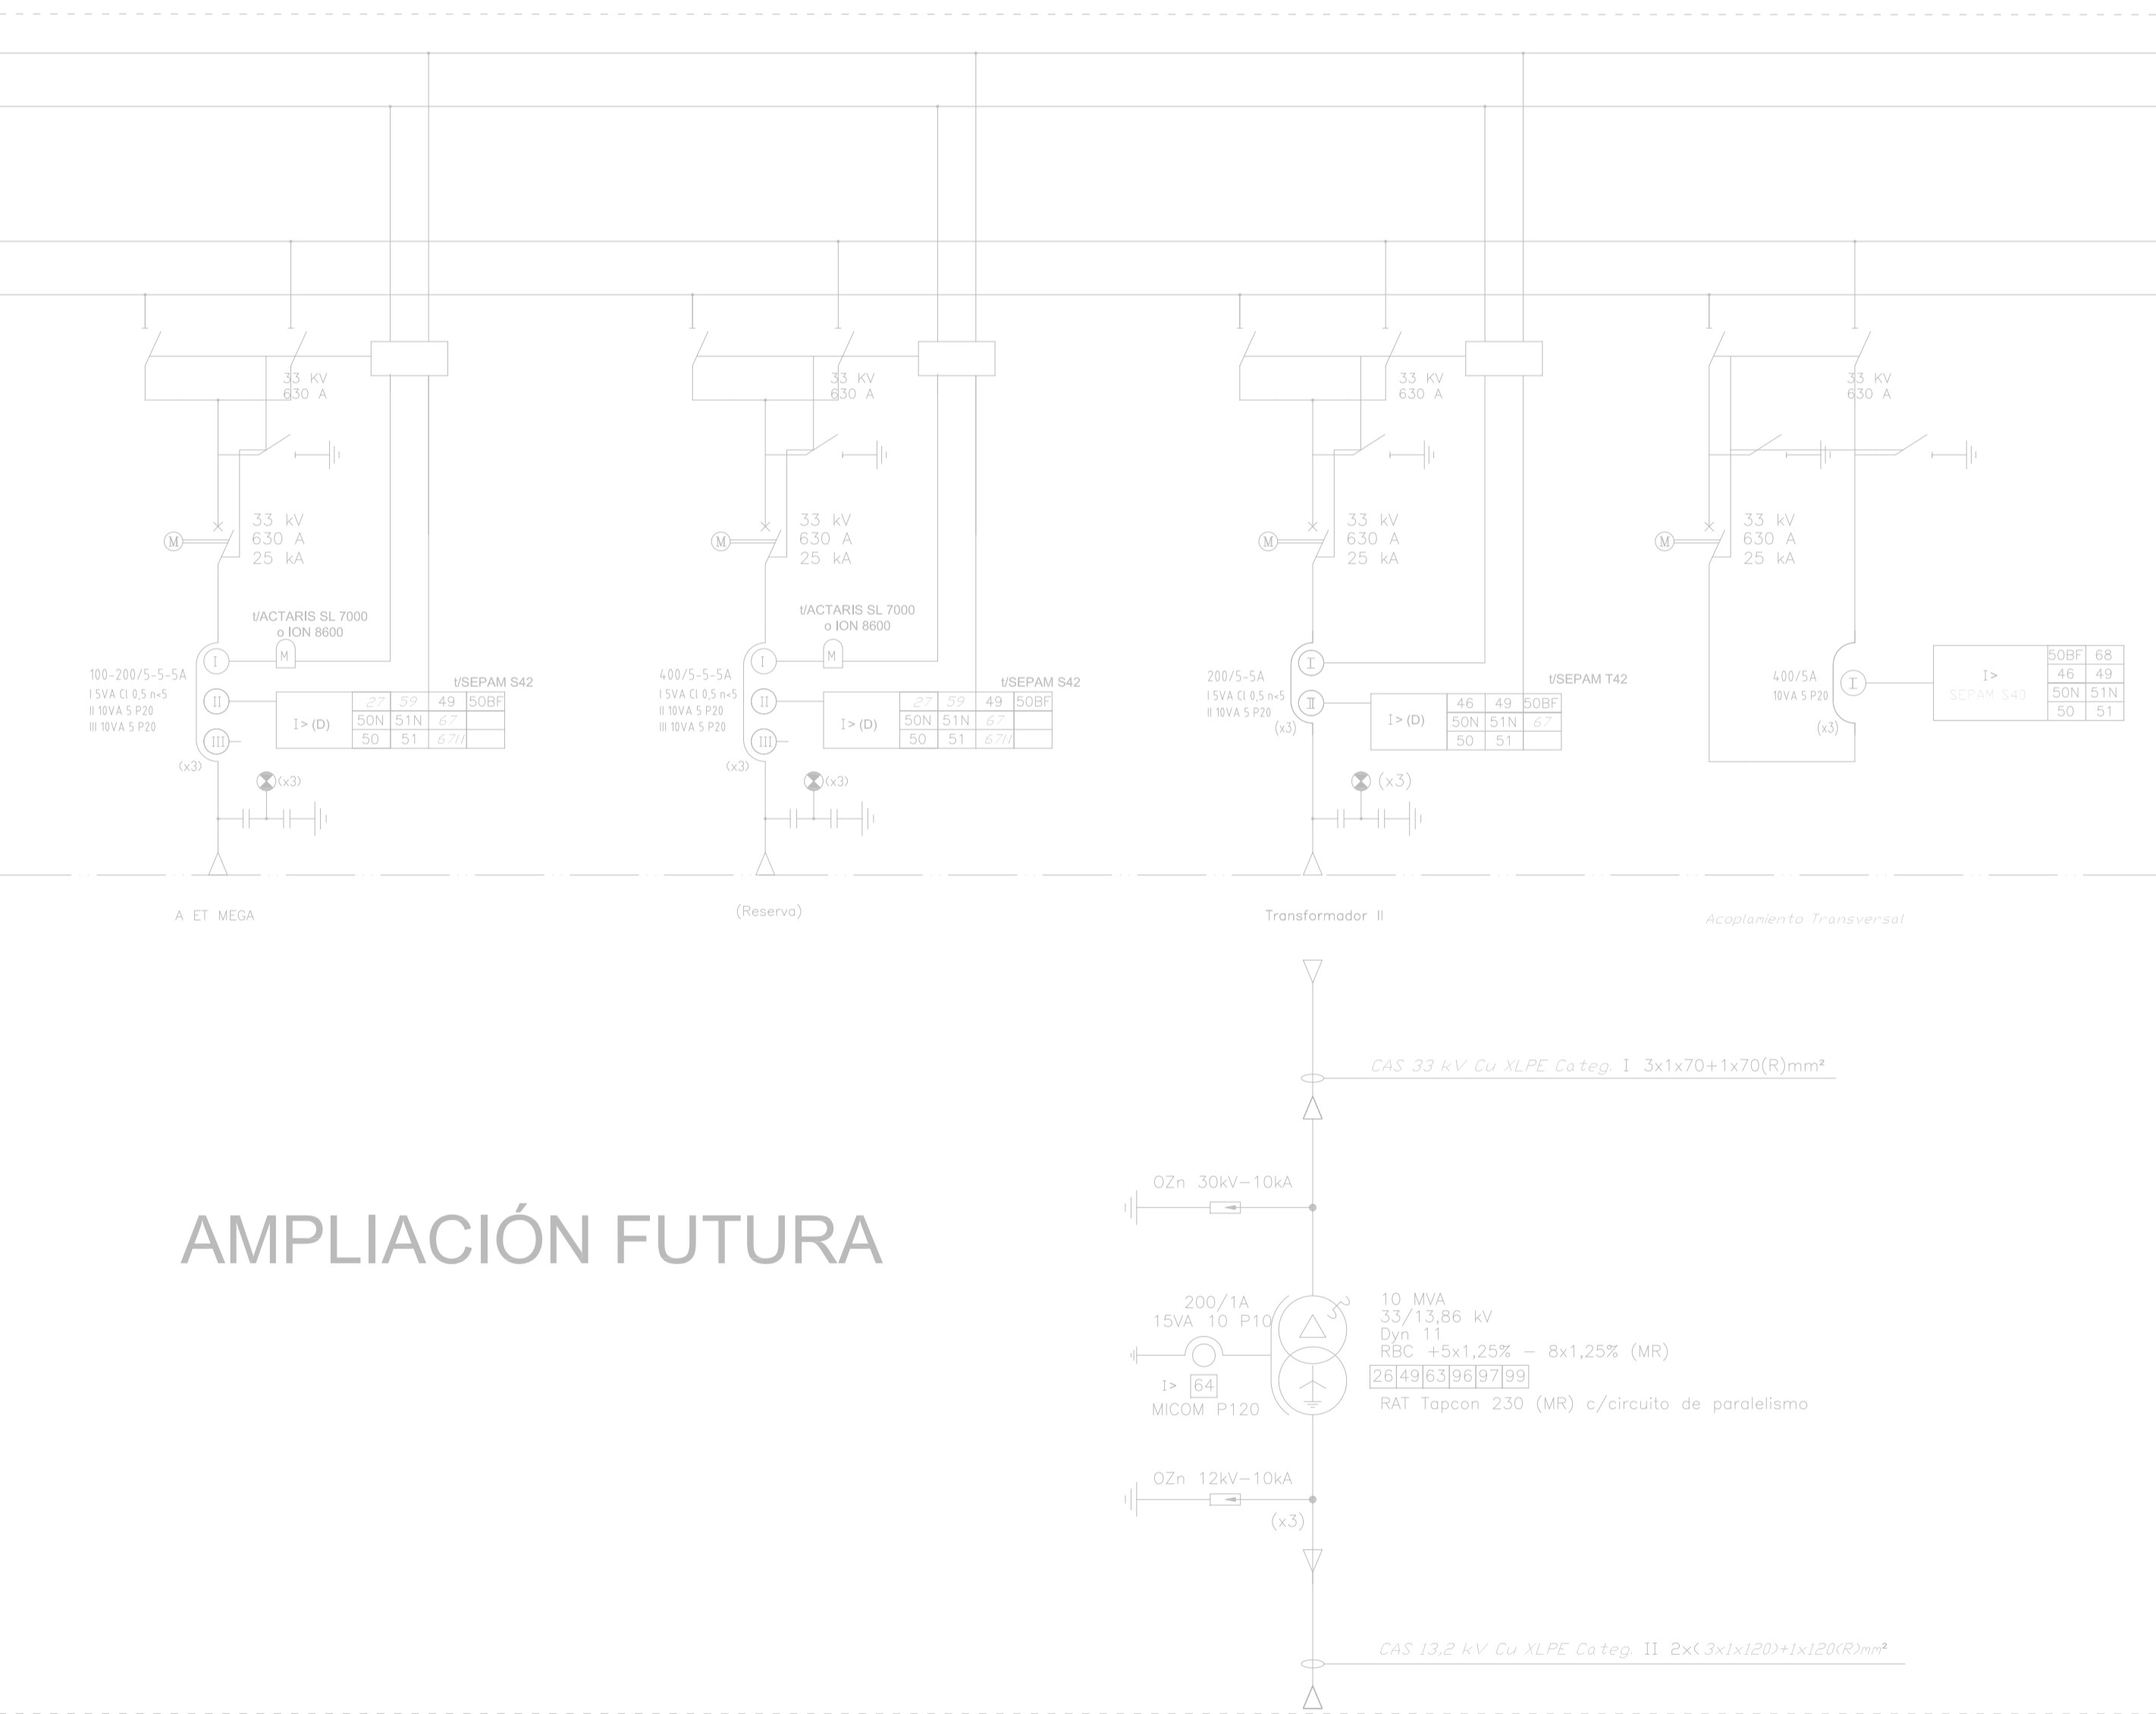 33 kV
630 A
33 kV
630 A
25 kA
M
t/ACTARIS SL 7000
o ION 8600
I
M
100-200/5-5-5A
I 5VA Cl 0,5 n<5
II 10VA 5 P20
III 10VA 5 P20
II
III
t/SEPAM S42
I> (D)
27 59 49 50BF
50N 51N 67
50 51 67N
(x3)
(x3)
A ET MEGA
33 kV
630 A
33 kV
630 A
25 kA
M
t/ACTARIS SL 7000
o ION 8600
I
M
400/5-5-5A
I 5VA Cl 0,5 n<5
II 10VA 5 P20
III 10VA 5 P20
II
III
t/SEPAM S42
I> (D)
27 59 49 50BF
50N 51N 67
50 51 67N
(x3)
(x3)
(Reserva)
33 kV
630 A
33 kV
630 A
25 kA
M
200/5-5A
I 5VA Cl 0,5 n<5
II 10VA 5 P20
I
II
(x3)
t/SEPAM T42
I> (D)
46 49 50BF
50N 51N 67
50 51
(x3)
Transformador II
33 kV
630 A
33 kV
630 A
25 kA
M
400/5A
10VA 5 P20
I
(x3)
I>
SEPAM S40
50BF 68
46 49
50N 51N
50 51
Acoplamiento Transversal
CAS 33 kV Cu XLPE Categ. I 3x1x70+1x70(R)mm²
AMPLIACIÓN FUTURA
OZn 30kV-10kA
200/1A
15VA 10 P10
I> 64
MICOM P120
10 MVA
33/13,86 kV
Dyn 11
RBC +5x1,25% - 8x1,25% (MR)
26 49 63 96 97 99
RAT Tapcon 230 (MR) c/circuito de paralelismo
OZn 12kV-10kA
(x3)
CAS 13,2 kV Cu XLPE Categ. II 2x(3x1x120)+1x120(R)mm²